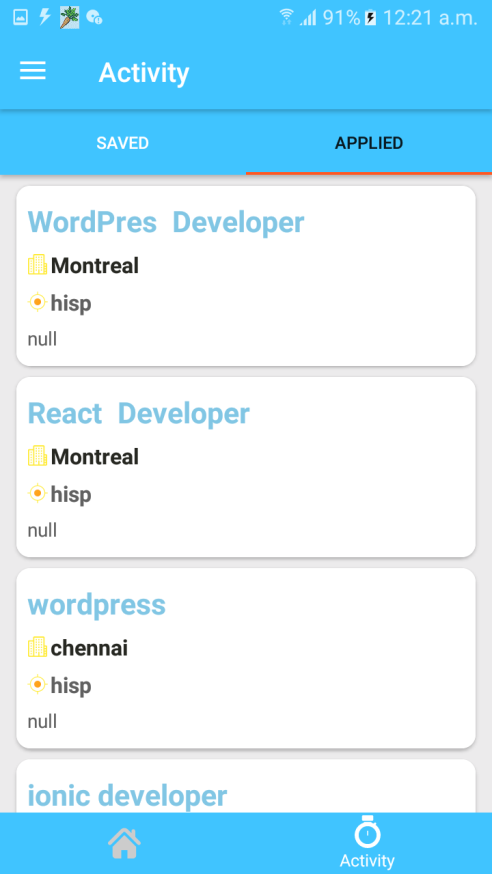 91% 12:21 a.m.
Activity
SAVED
APPLIED
WordPres  Developer
Montreal
hisp
null
React  Developer
Montreal
hisp
null
wordpress
chennai
hisp
null
ionic developer
Activity